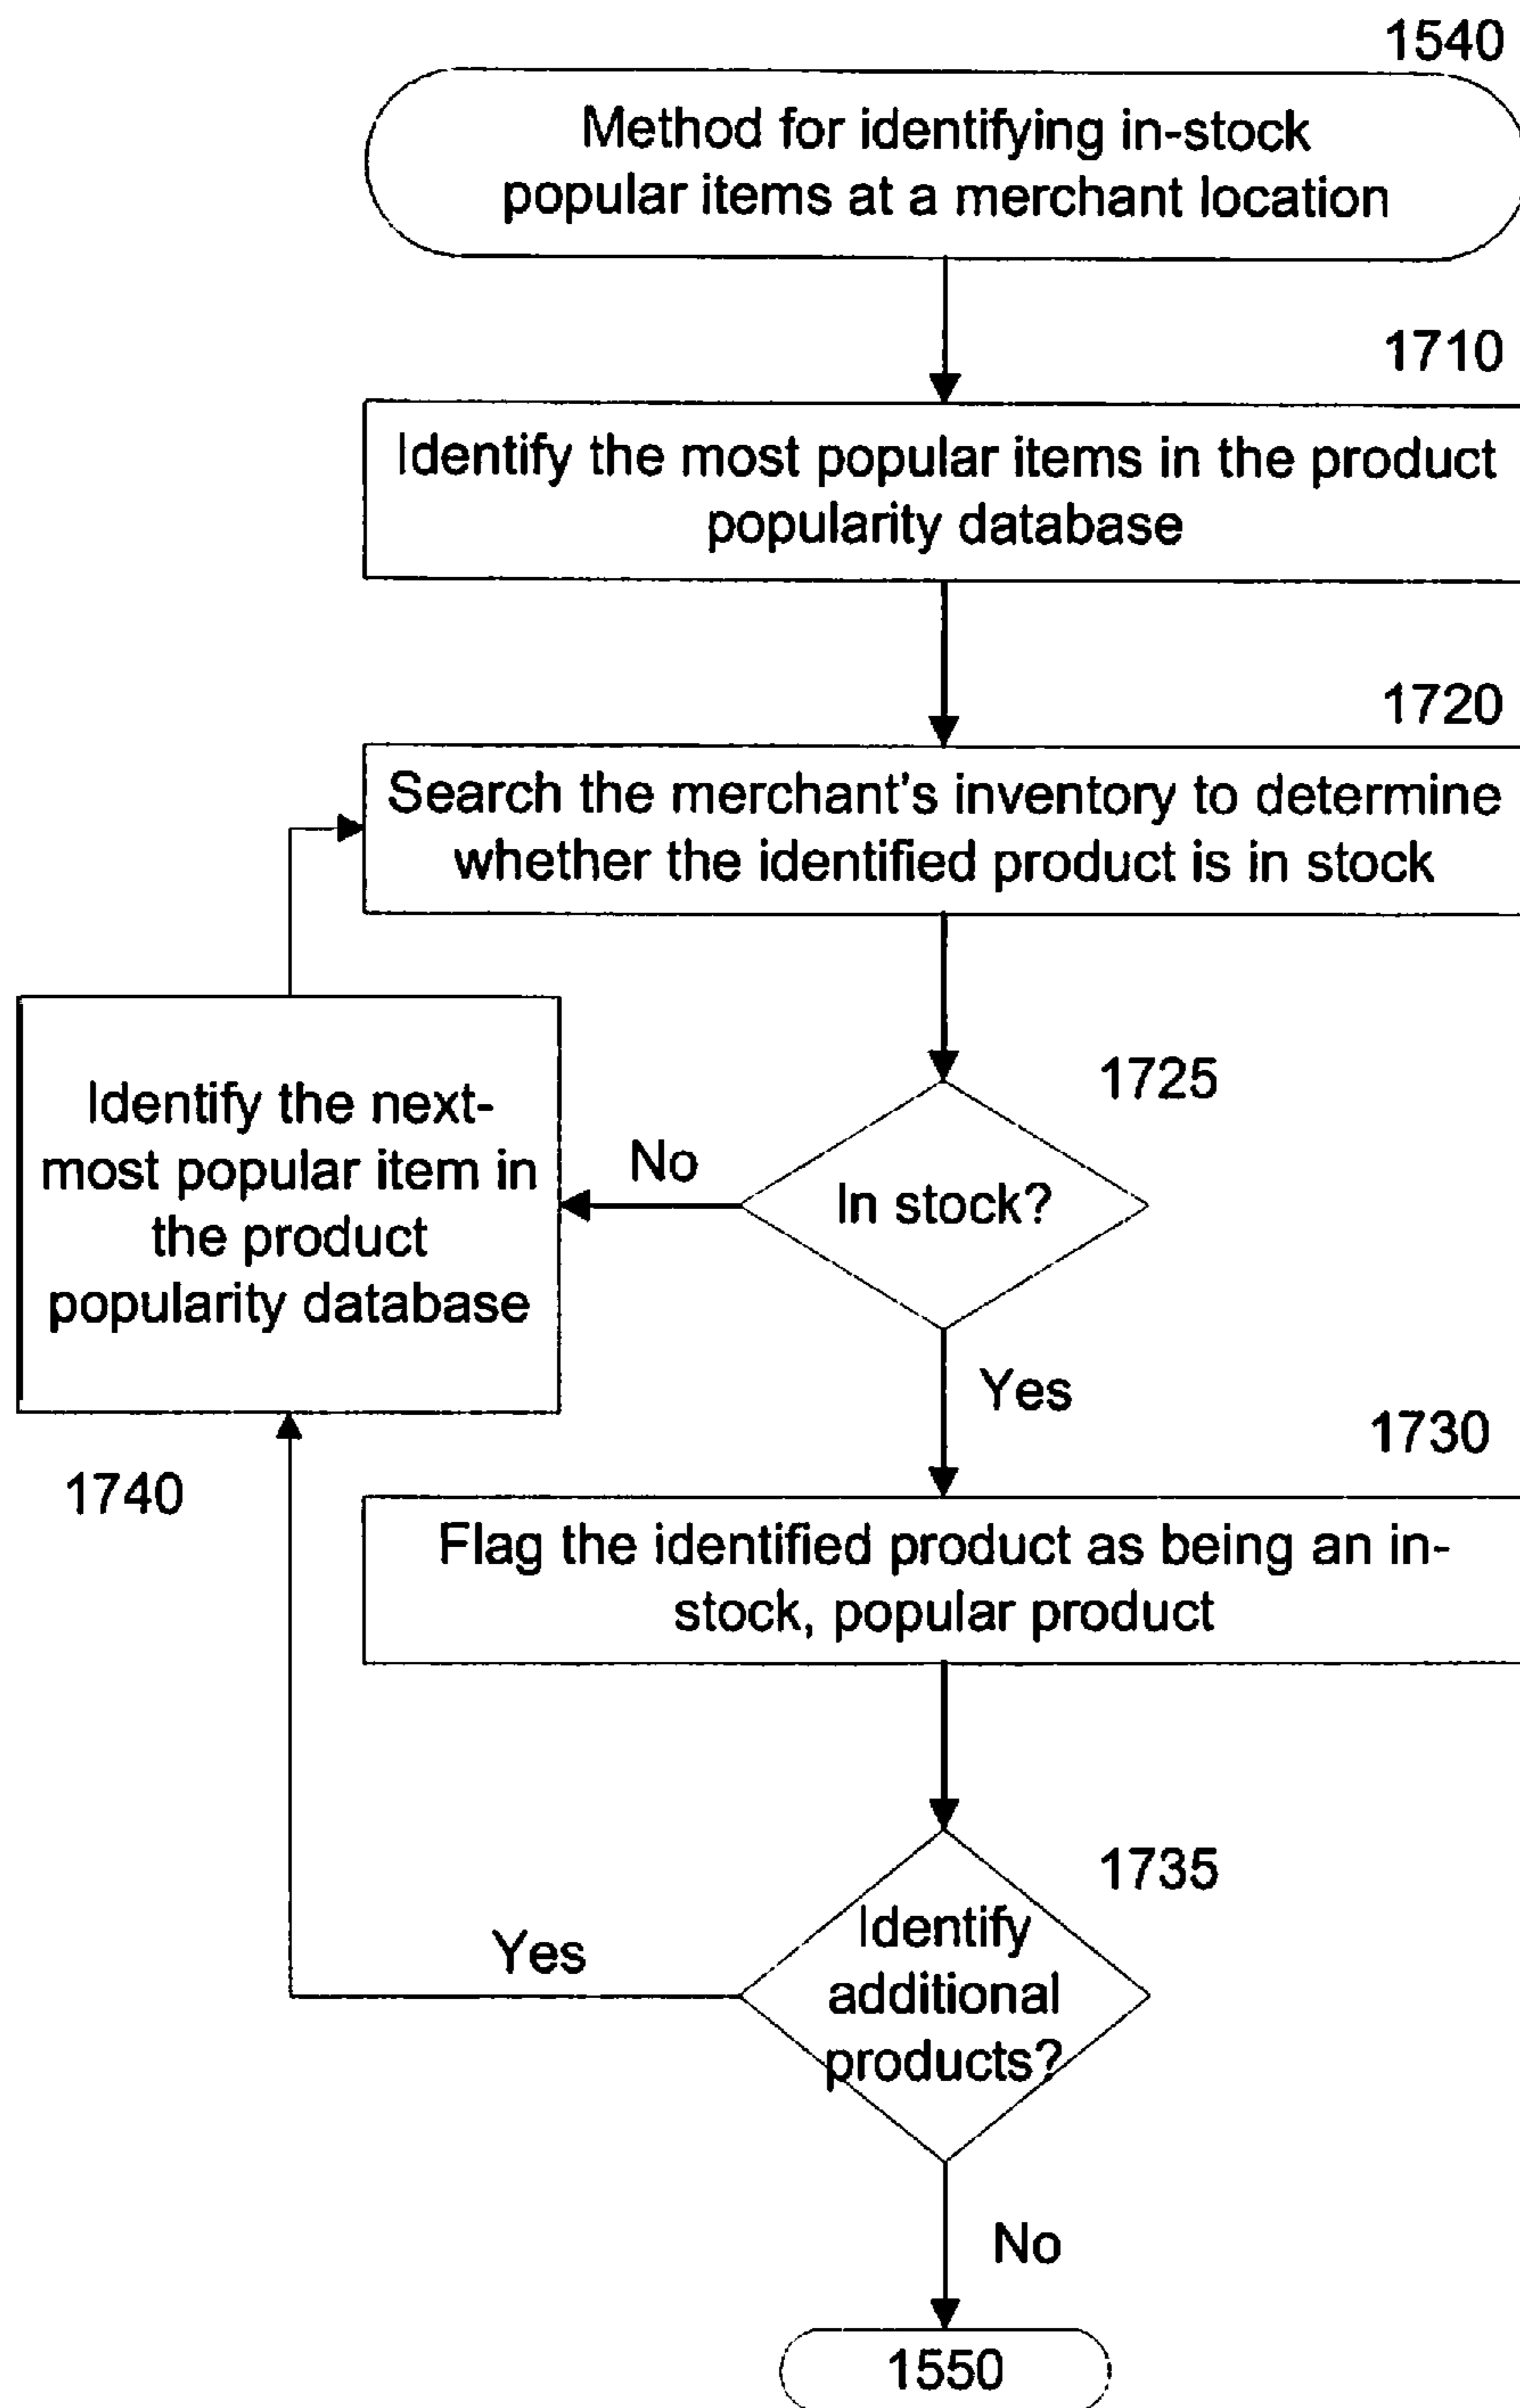 1540
Method for identifying in-stock
popular items at a merchant location
1710
Identify the most popular items in the product
popularity database
1720
Search the merchant's inventory to determine
whether the identified product is in stock
1725
In stock?
No
Identify the next-
most popular item in
the product
popularity database
1740
Yes
1730
Flag the identified product as being an in-
stock, popular product
1735
Identify
additional
products?
Yes
No
1550